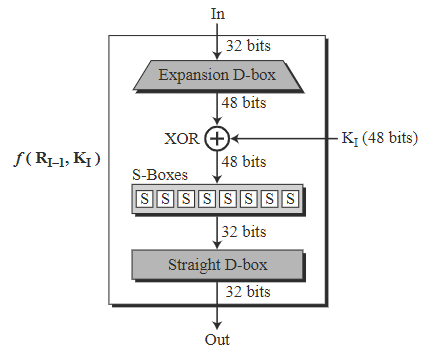 In
32 bits
Expansion D-box
48 bits
XOR
K_I (48 bits)
f( R_I–1, K_I )
48 bits
S-Boxes
S S S S S S S S
32 bits
Straight D-box
32 bits
Out